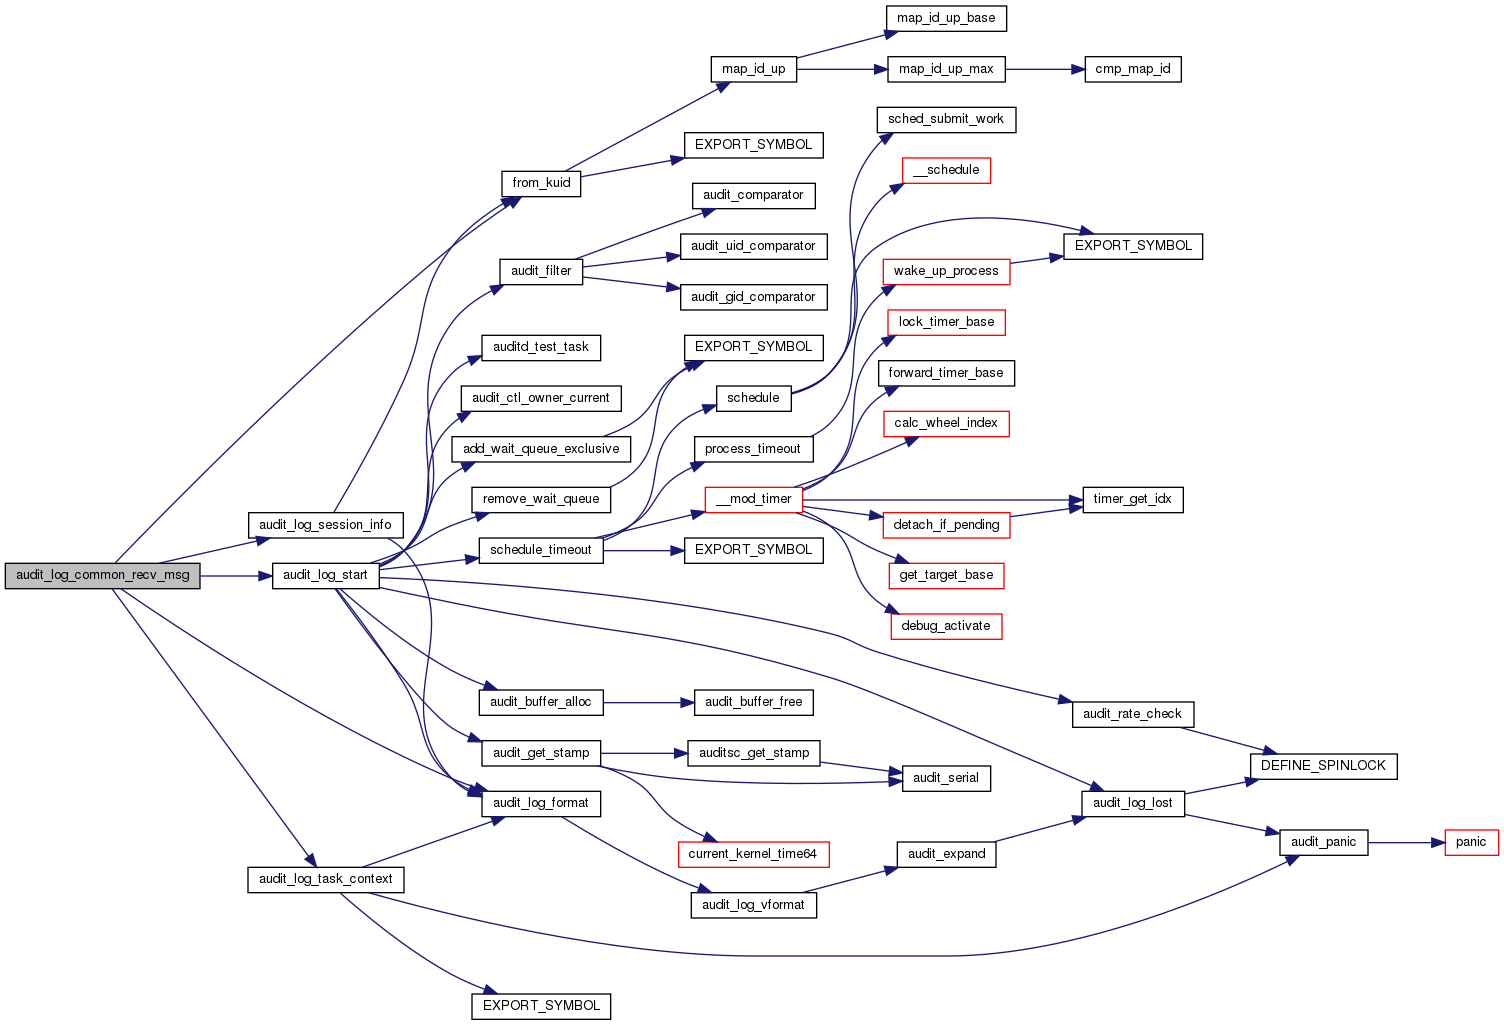 map_id_up_base
map_id_up
map_id_up_max
cmp_map_id
sched_submit_work
EXPORT_SYMBOL
__schedule
from_kuid
audit_comparator
audit_uid_comparator
EXPORT_SYMBOL
audit_filter
wake_up_process
audit_gid_comparator
lock_timer_base
auditd_test_task
EXPORT_SYMBOL
forward_timer_base
audit_ctl_owner_current
schedule
calc_wheel_index
add_wait_queue_exclusive
process_timeout
remove_wait_queue
__mod_timer
timer_get_idx
audit_log_session_info
detach_if_pending
schedule_timeout
EXPORT_SYMBOL
audit_log_common_recv_msg
audit_log_start
get_target_base
debug_activate
audit_buffer_alloc
audit_buffer_free
audit_rate_check
audit_get_stamp
auditsc_get_stamp
DEFINE_SPINLOCK
audit_serial
audit_log_format
audit_log_lost
audit_panic
panic
current_kernel_time64
audit_expand
audit_log_task_context
audit_log_vformat
EXPORT_SYMBOL